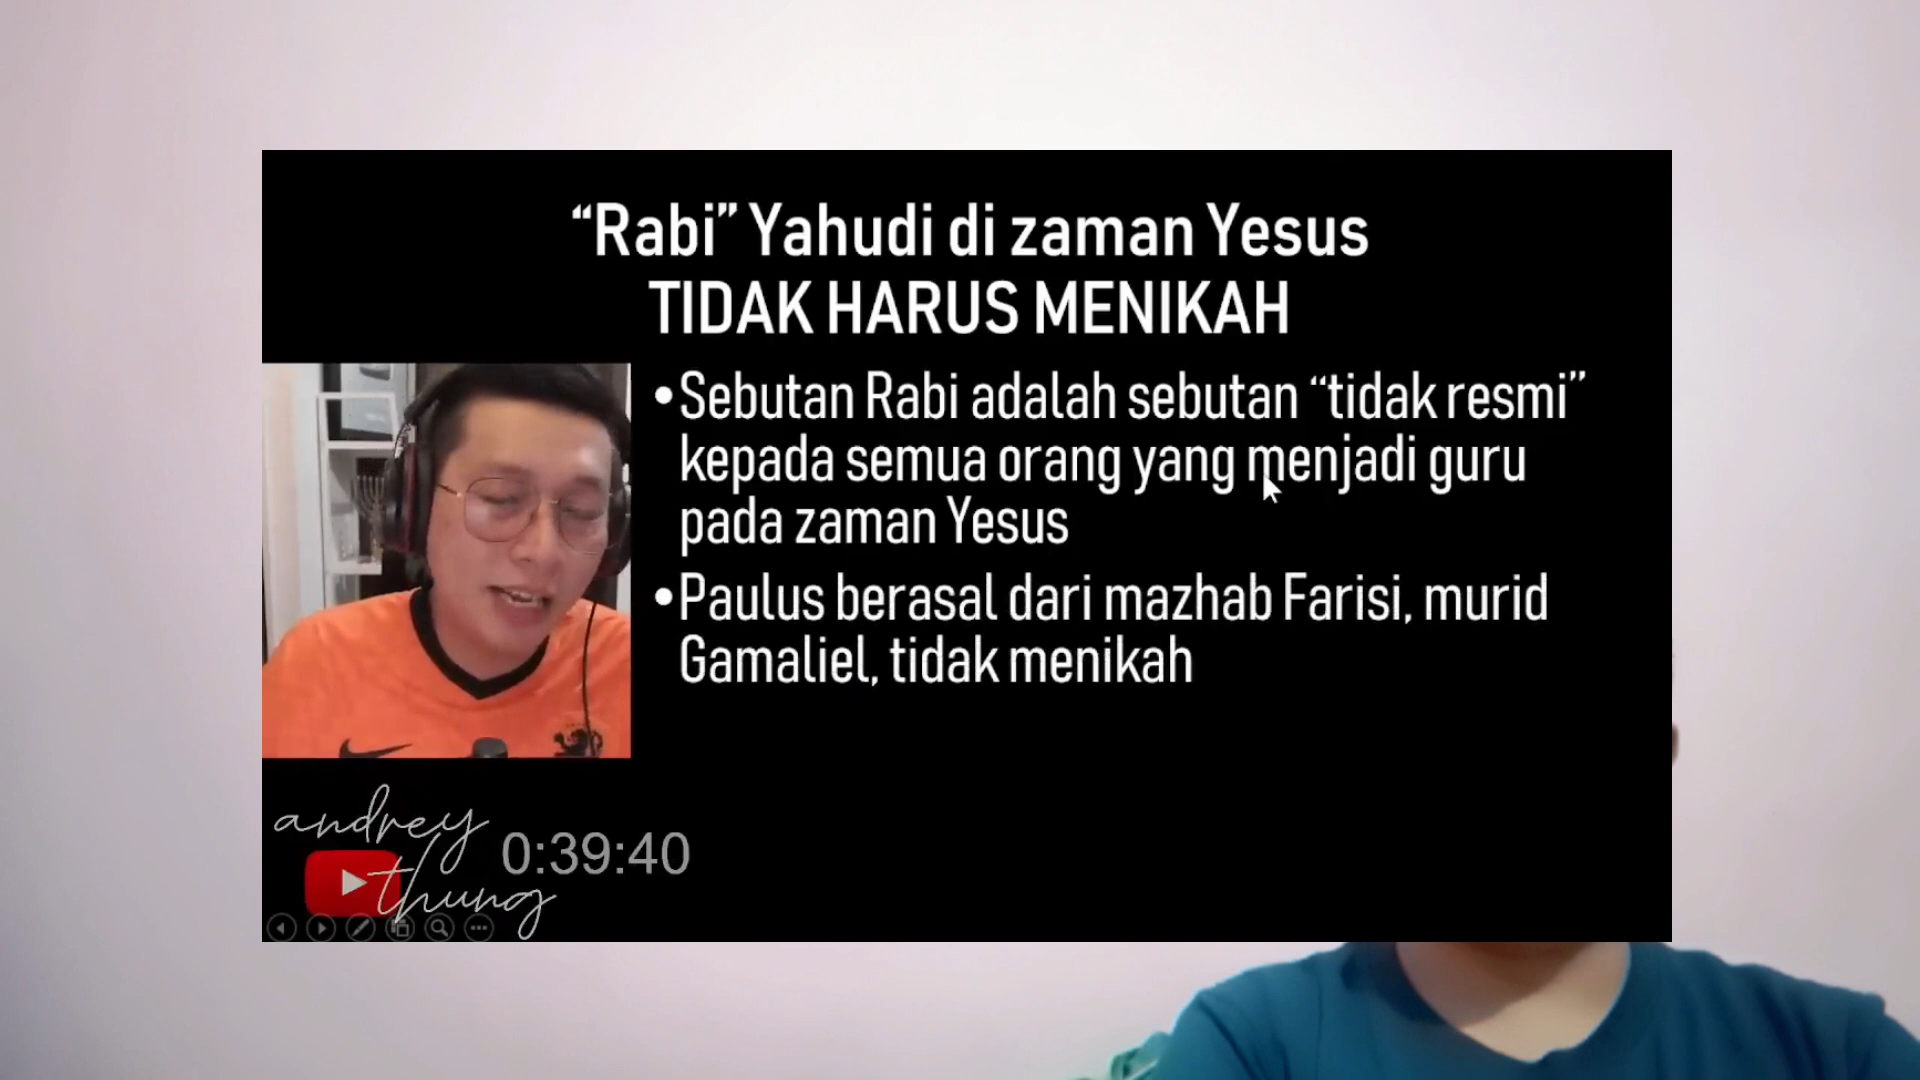 “Rabi” Yahudi di zaman Yesus
TIDAK HARUS MENIKAH
•Sebutan Rabi adalah sebutan “tidak resmi”
kepada semua orang yang menjadi guru
pada zaman Yesus
•Paulus berasal dari mazhab Farisi, murid
Gamaliel, tidak menikah
andrey
thung
0:39:40